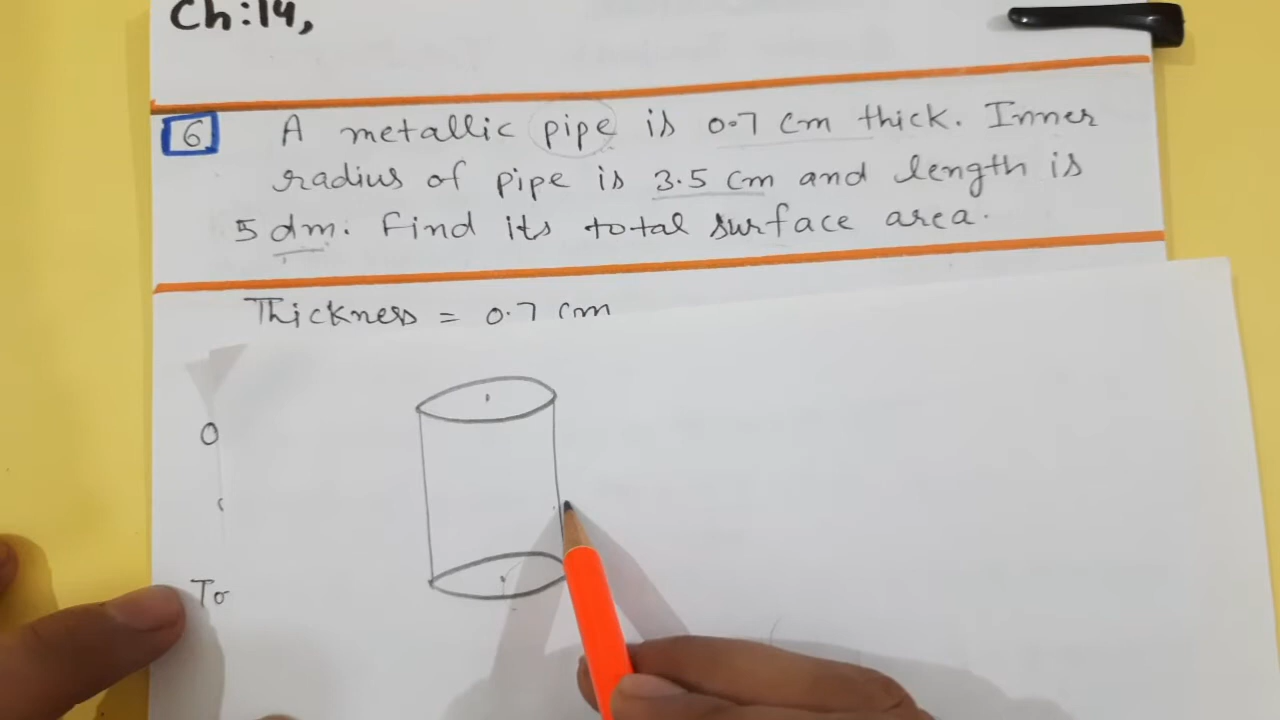 Ch:14,
6 A metallic pipe is 0.7 cm thick. Inner
radius of pipe is 3.5 cm and length is
5 dm. Find its total surface area.
Thickness = 0.7 cm
O
To